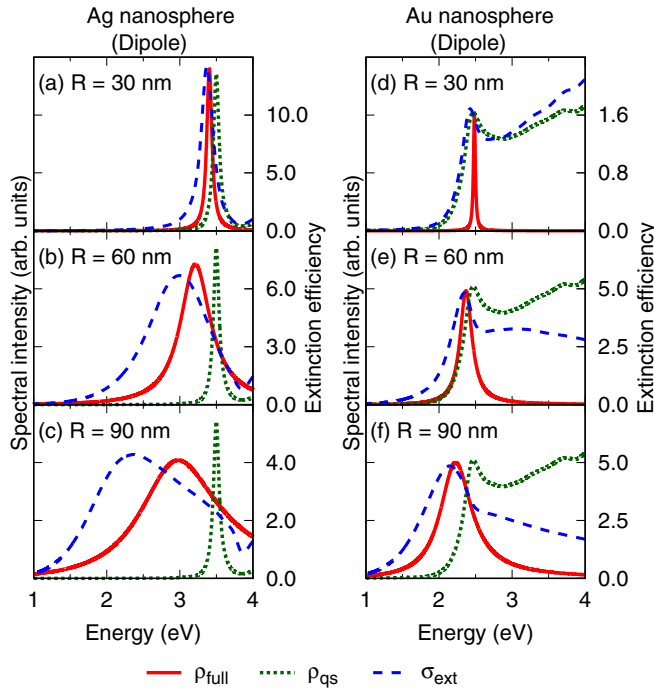 Ag nanosphere
(Dipole)
Au nanosphere
(Dipole)
Spectral intensity (arb. units)
Extinction efficiency
(a) R = 30 nm
10.0
5.0
0.0
(b) R = 60 nm
6.0
3.0
0.0
(c) R = 90 nm
4.0
2.0
0.0
1 2 3 4
Energy (eV)
Spectral intensity (arb. units)
Extinction efficiency
(d) R = 30 nm
1.6
0.8
0.0
(e) R = 60 nm
5.0
2.5
0.0
(f) R = 90 nm
5.0
2.5
0.0
1 2 3 4
Energy (eV)
ρfull ρqs σext